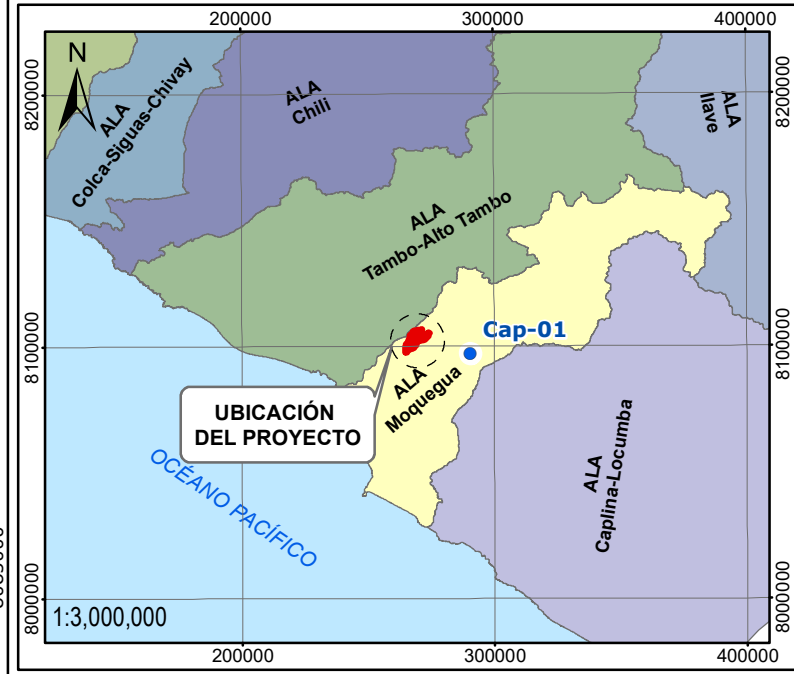 200000
300000
400000
N
8200000
8200000
ALA
Colca-Siguas-Chivay
ALA
Chili
ALA
Ilave
ALA
Tambo-Alto Tambo
Cap-01
8100000
8100000
ALA
Moquegua
UBICACIÓN
DEL PROYECTO
ALA
Caplina-Locumba
OCÉANO PACÍFICO
8000000
8000000
1:3,000,000
200000
300000
400000